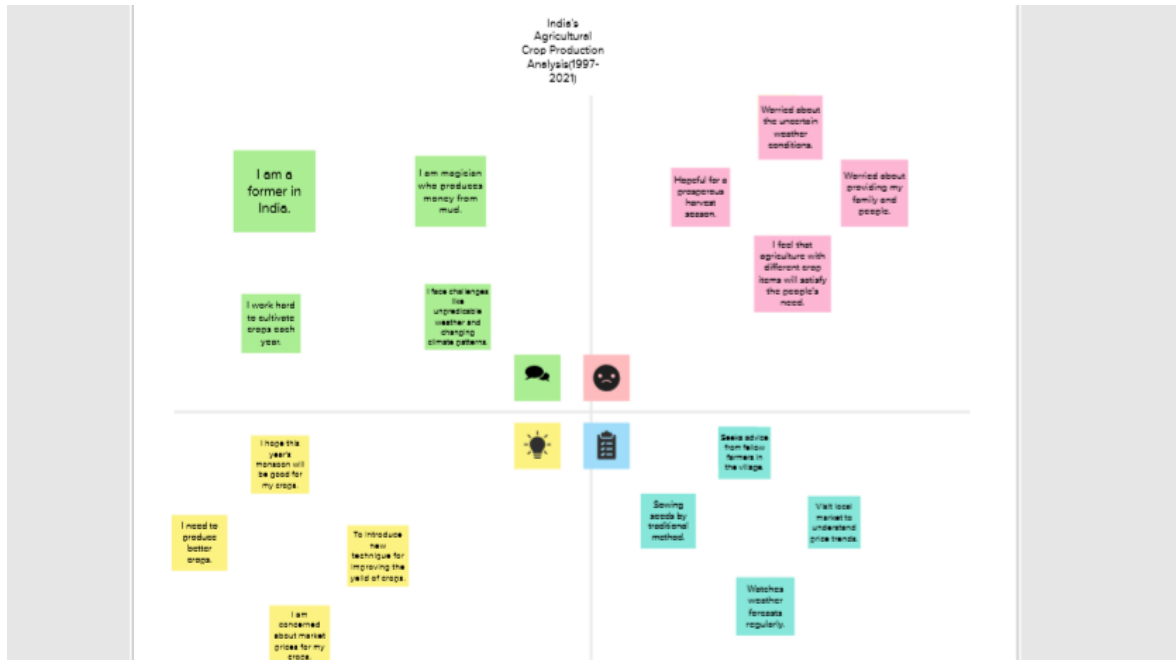 India's
Agricultural
Crop Production
Analysis(1997-
2021)
I am a
former in
India.
I am magician
who produces
money from
mud.
I work hard
to cultivate
crops each
year.
I face challenges
like
unpredicable
weather and
changing
climate patterns.
Worried about
the uncertain
weather
conditions.
Hopeful for a
prosperous
harvest
season.
Worried about
providing my
family and
people.
I feel that
agriculture with
different crop
items will satisfy
the people's
need.
I hope this
year's
monsoon will
be good for
my crops.
I need to
produce
better
crops.
To introduce
new
technique for
improving the
yeild of crops.
I am
concerned
about market
prices for my
crops.
Seeks advice
from fellow
farmers in
the village.
Sowing
seeds by
traditional
method.
Visit local
market to
understand
price trends.
Watches
weather
forecasts
regularly.